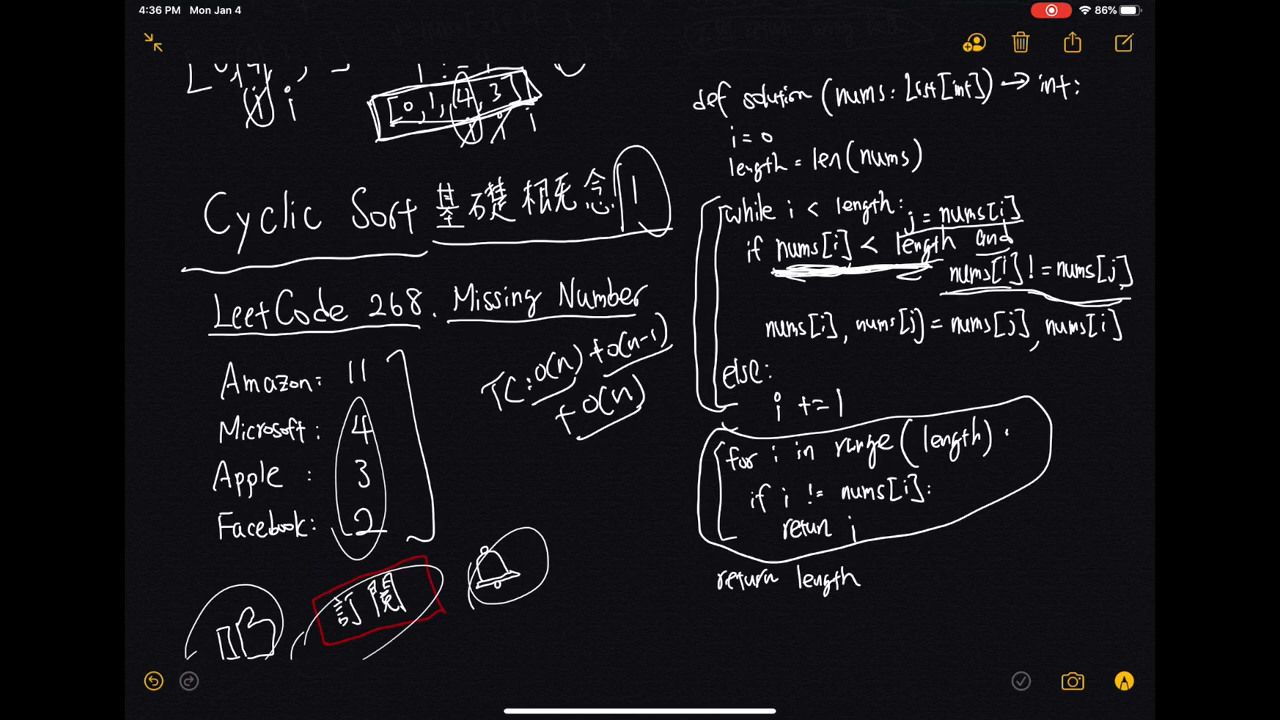 4:36 PM Mon Jan 4
86%
[0,1,4,3]
i i
i i i
Cyclic Sort 基礎概念 1
LeetCode 268. Missing Number
Amazon: 11
Microsoft: 4
Apple : 3
Facebook: 2
TC: O(n) + O(n-1)
+ O(n)
訂閱
def solution (nums: List[int]) → int:
i = 0
length = len(nums)
while i < length:
j = nums[i]
if nums[i] < length and
nums[i] != nums[j]
nums[i], nums[j] = nums[j], nums[i]
else:
i += 1
for i in range (length) :
if i != nums[i]:
return i
return length